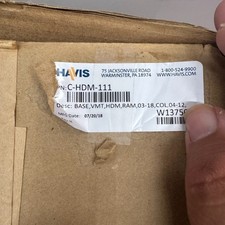 HAVIS
75 JACKSONVILLE ROAD 1-800-524-9900
WARMINSTER, PA 18974 WWW.HAVIS.COM
C-HDM-111
Desc: BASE,VMT,HDM,RAM,03-18,COL,04-12,
Date: 07/20/18
W1375